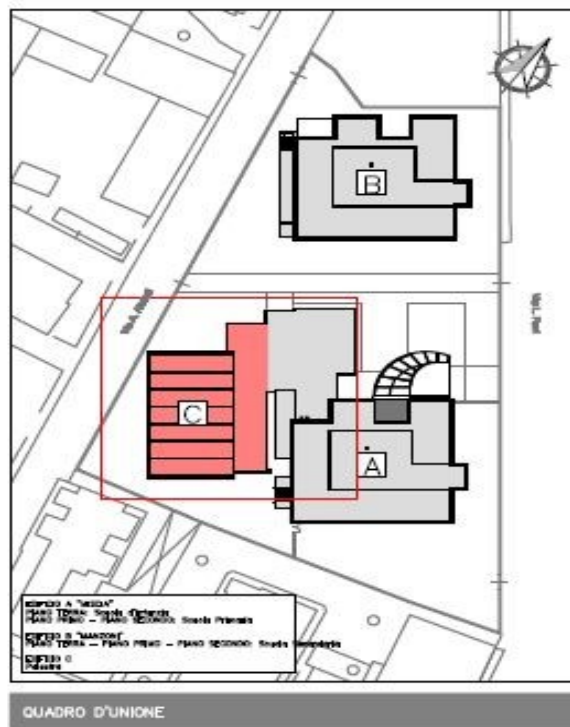 B
C
A
EDIFICIO A
PIANO TERRA: Scuola d'Infanzia
PIANO PRIMO – PIANO SECONDO: Scuola Primaria
EDIFICIO B "MANZONI"
PIANO TERRA – PIANO PRIMO – PIANO SECONDO: Scuola
EDIFICIO C
Palestra
QUADRO D'UNIONE